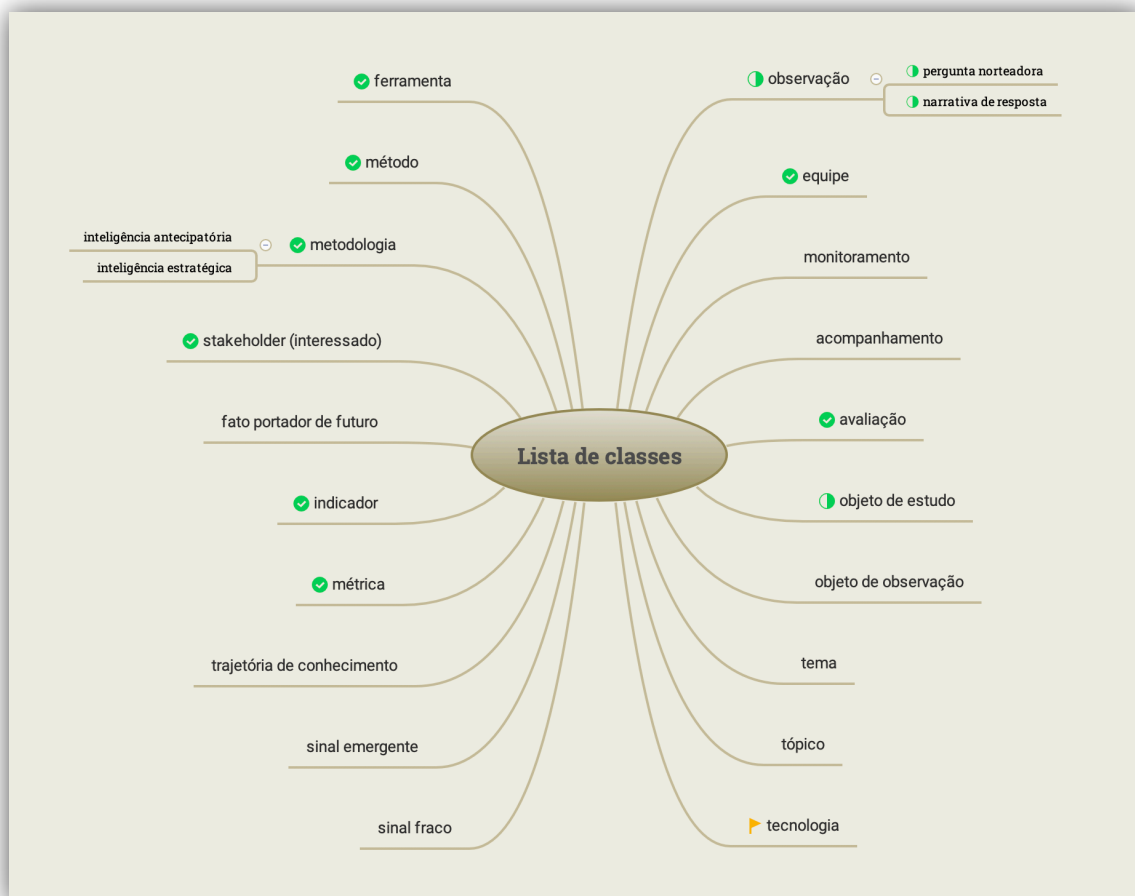 Lista de classes
observação
pergunta norteadora
narrativa de resposta
equipe
monitoramento
acompanhamento
avaliação
objeto de estudo
objeto de observação
tema
tópico
tecnologia
ferramenta
método
metodologia
inteligência antecipatória
inteligência estratégica
stakeholder (interessado)
fato portador de futuro
indicador
métrica
trajetória de conhecimento
sinal emergente
sinal fraco